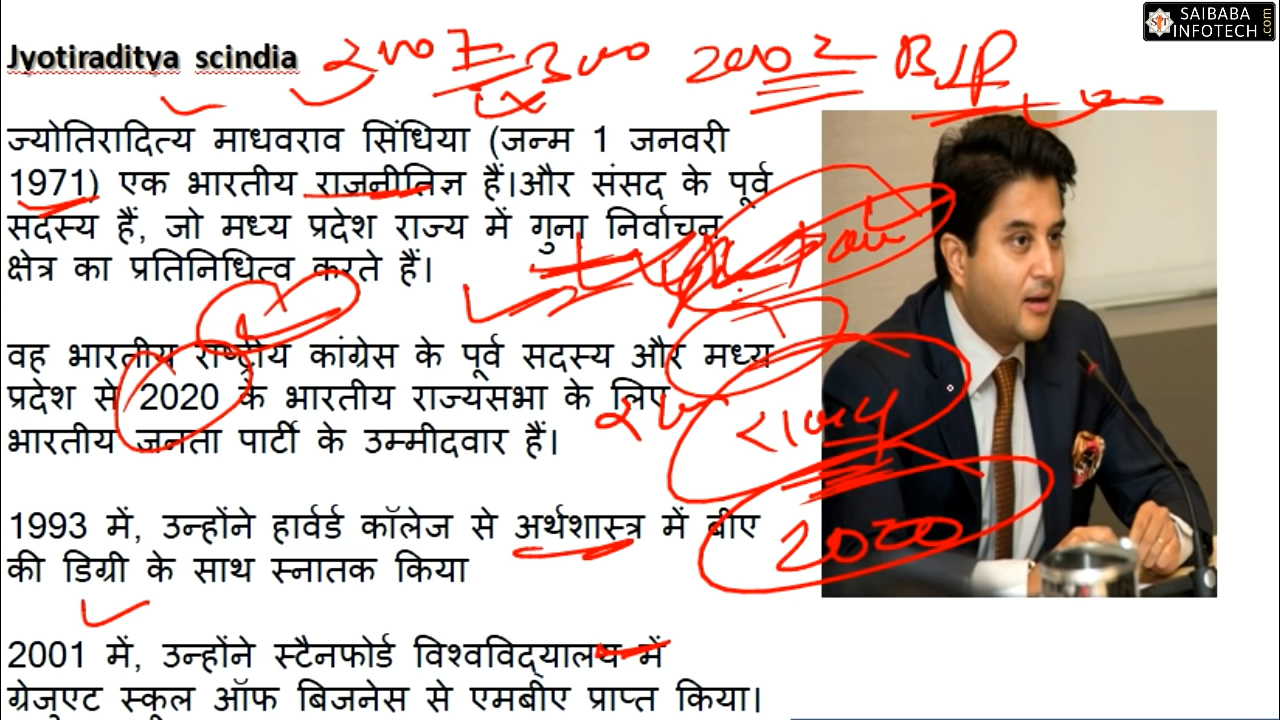 SAIBABA
INFOTECH.com
Jyotiraditya scindia
2002 BJP
ज्योतिरादित्य माधवराव सिंधिया (जन्म 1 जनवरी
1971) एक भारतीय राजनीतिज्ञ हैं।और संसद के पूर्व
सदस्य हैं, जो मध्य प्रदेश राज्य में गुना निर्वाचन
क्षेत्र का प्रतिनिधित्व करते हैं।
वह भारतीय राष्ट्रीय कांग्रेस के पूर्व सदस्य और मध्य
प्रदेश से 2020 के भारतीय राज्यसभा के लिए
भारतीय जनता पार्टी के उम्मीदवार हैं।
1993 में, उन्होंने हार्वर्ड कॉलेज से अर्थशास्त्र में बीए
2020
की डिग्री के साथ स्नातक किया
2001 में, उन्होंने स्टैनफोर्ड विश्वविद्यालय में
ग्रेजुएट स्कूल ऑफ बिजनेस से एमबीए प्राप्त किया।